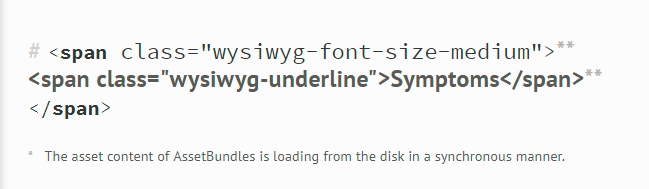 # <span class="wysiwyg-font-size-medium">**
<span class="wysiwyg-underline">Symptoms</span>**
</span>
* The asset content of AssetBundles is loading from the disk in a synchronous manner.